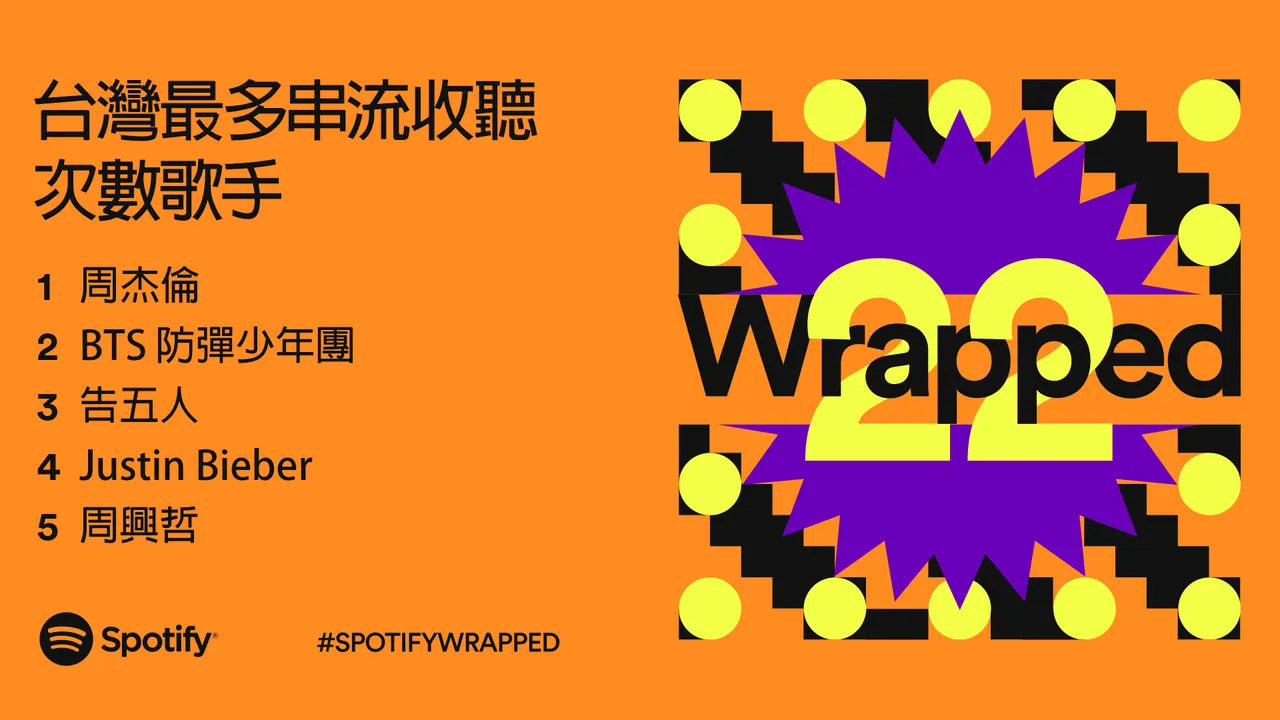 台灣最多串流收聽
次數歌手
1 周杰倫
2 BTS 防彈少年團
3 告五人
4 Justin Bieber
5 周興哲
Spotify®
#SPOTIFYWRAPPED
22
Wrapped